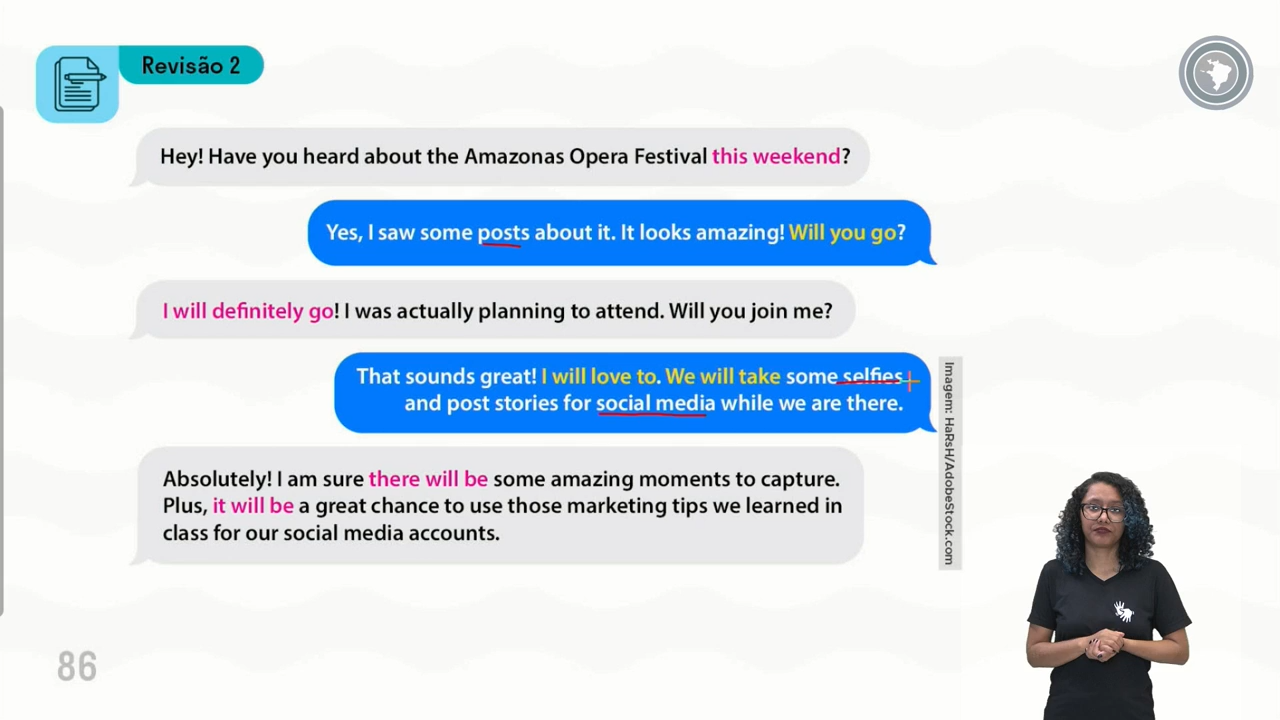 Revisão 2
Hey! Have you heard about the Amazonas Opera Festival this weekend?
Yes, I saw some posts about it. It looks amazing! Will you go?
I will definitely go! I was actually planning to attend. Will you join me?
That sounds great! I will love to. We will take some selfies
and post stories for social media while we are there.
Absolutely! I am sure there will be some amazing moments to capture.
Plus, it will be a great chance to use those marketing tips we learned in
class for our social media accounts.
Imagem: HaRsH/AdobeStock.com
86